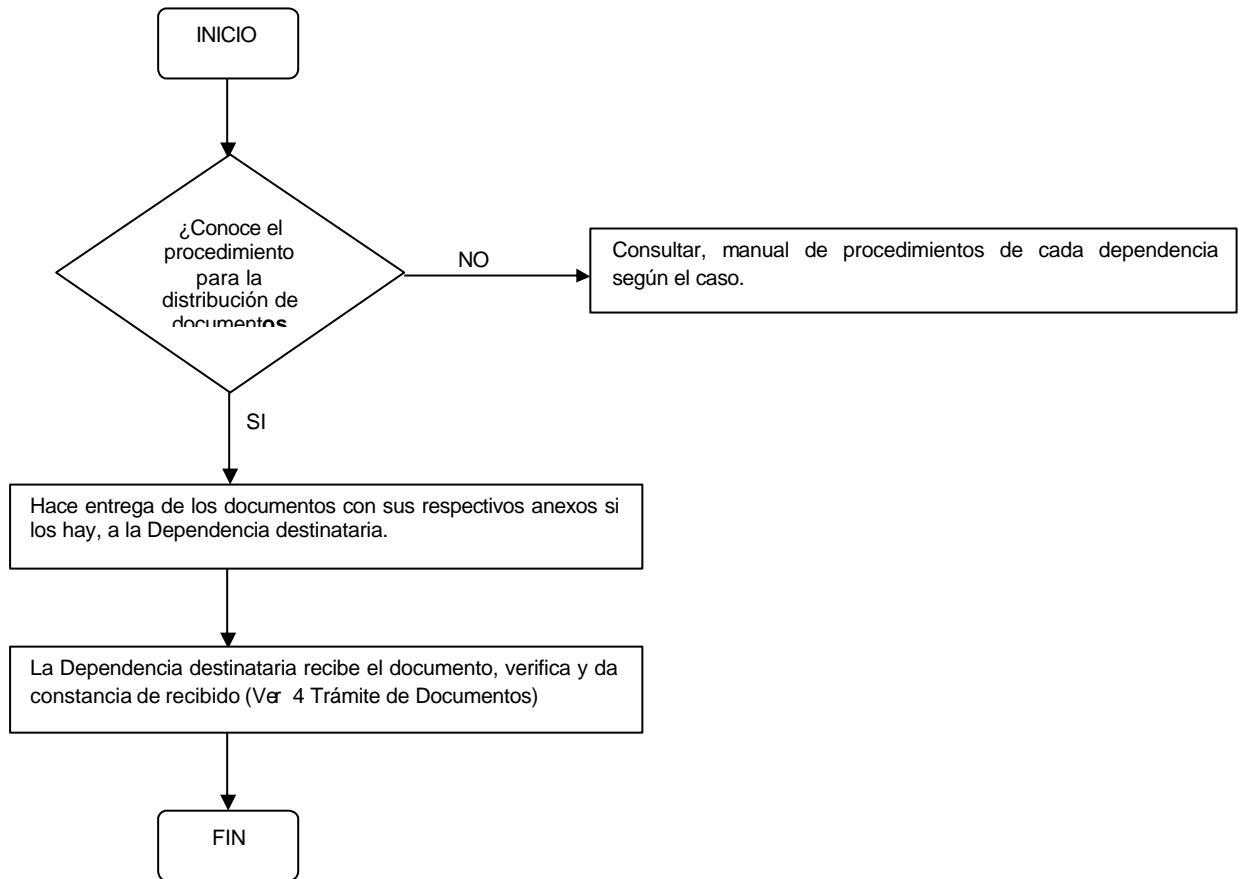 INICIO
¿Conoce el
procedimiento
para la
distribución de
documentos
NO
Consultar, manual de procedimientos de cada dependencia
según el caso.
SI
Hace entrega de los documentos con sus respectivos anexos si
los hay, a la Dependencia destinataria.
La Dependencia destinataria recibe el documento, verifica y da
constancia de recibido (Ver 4 Trámite de Documentos)
FIN